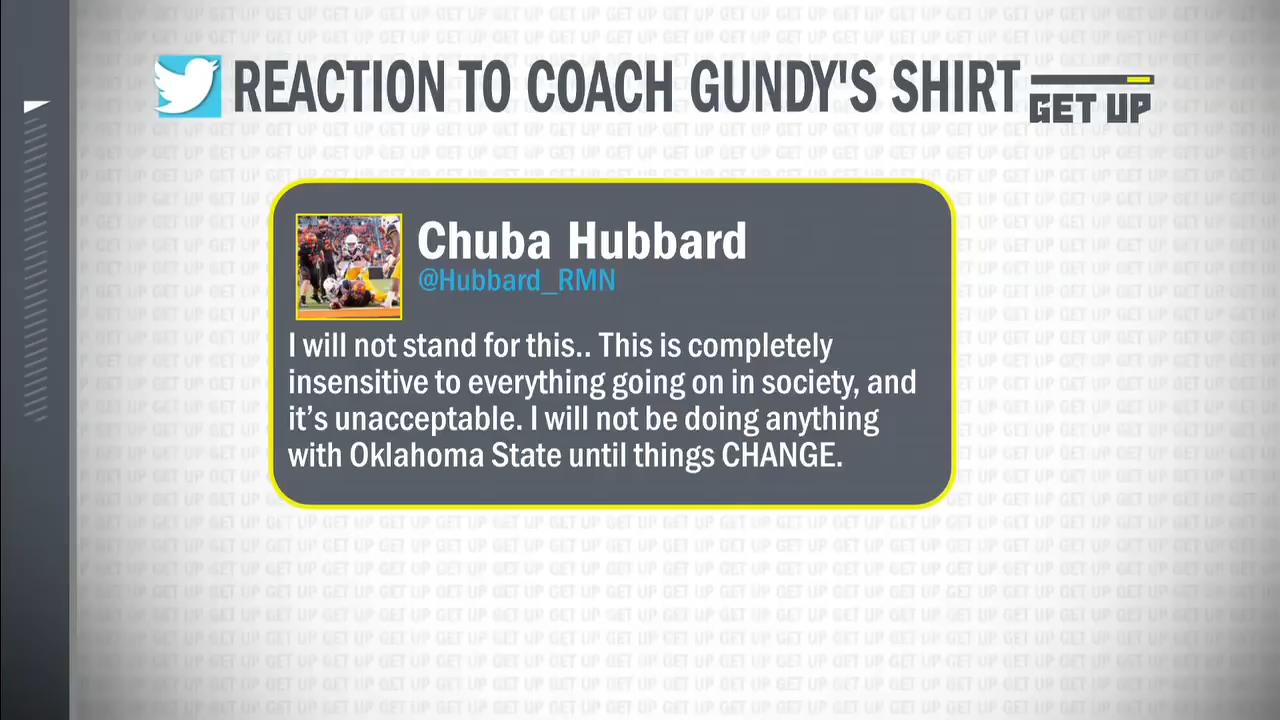 REACTION TO COACH GUNDY'S SHIRT
GET UP
Chuba Hubbard
@Hubbard_RMN
I will not stand for this.. This is completely
insensitive to everything going on in society, and
it’s unacceptable. I will not be doing anything
with Oklahoma State until things CHANGE.